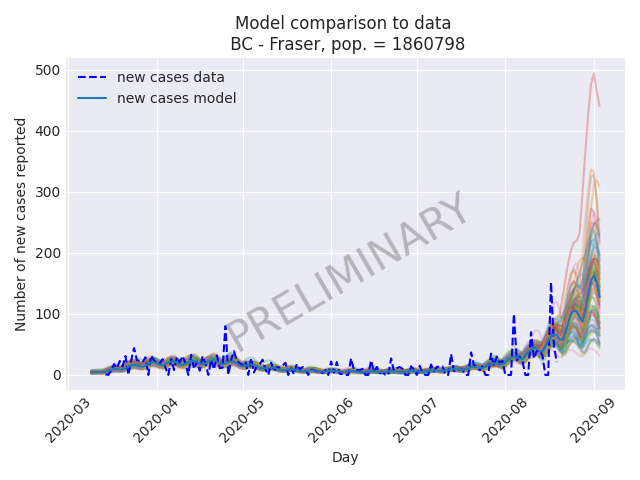 Model comparison to data
BC - Fraser, pop. = 1860798
Number of new cases reported
500
400
300
200
100
0
new cases data
new cases model
PRELIMINARY
2020-03
2020-04
2020-05
2020-06
2020-07
2020-08
2020-09
Day